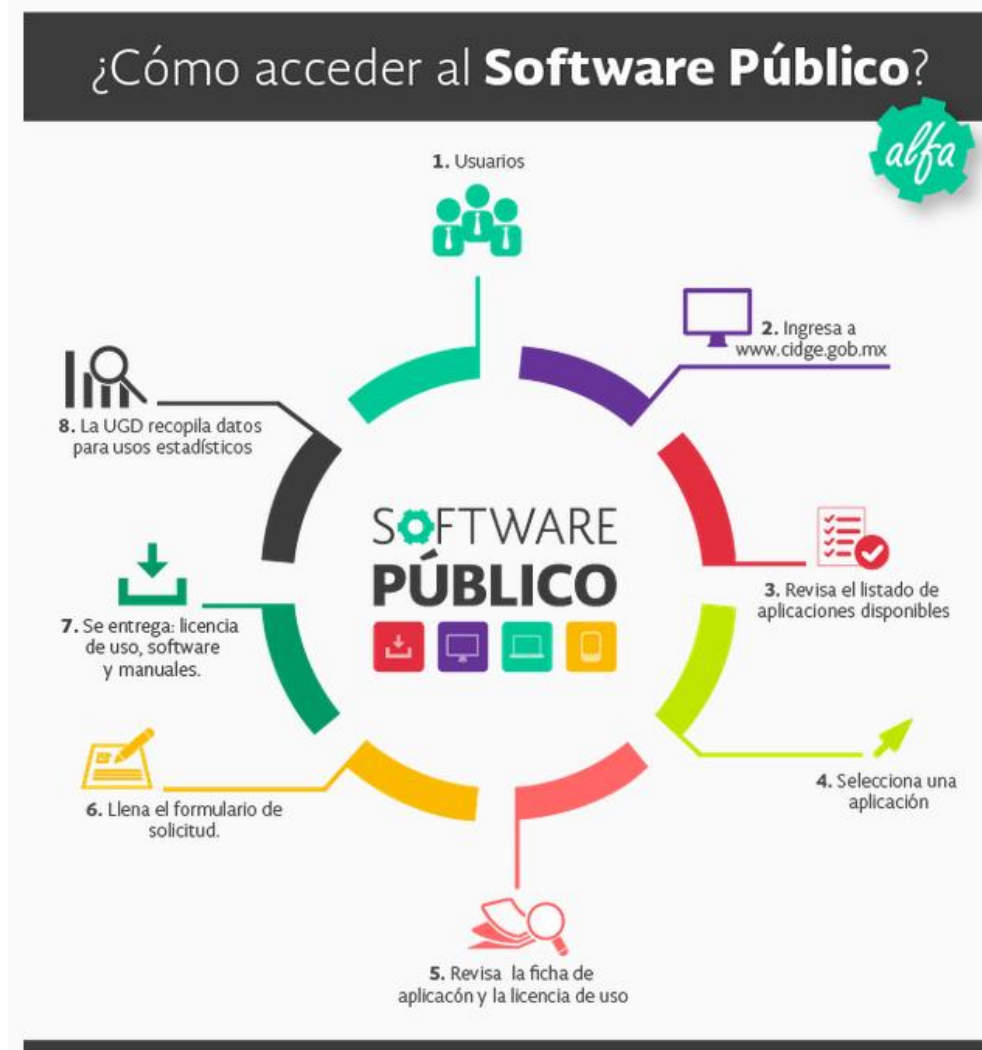 ¿Cómo acceder al Software Público?
alfa
1. Usuarios
2. Ingresa a
www.cidge.gob.mx
3. Revisa el listado de
aplicaciones disponibles
4. Selecciona una
aplicación
5. Revisa la ficha de
aplicacón y la licencia de uso
6. Llena el formulario de
solicitud.
7. Se entrega: licencia
de uso, software
y manuales.
8. La UGD recopila datos
para usos estadísticos
SOFTWARE
PÚBLICO